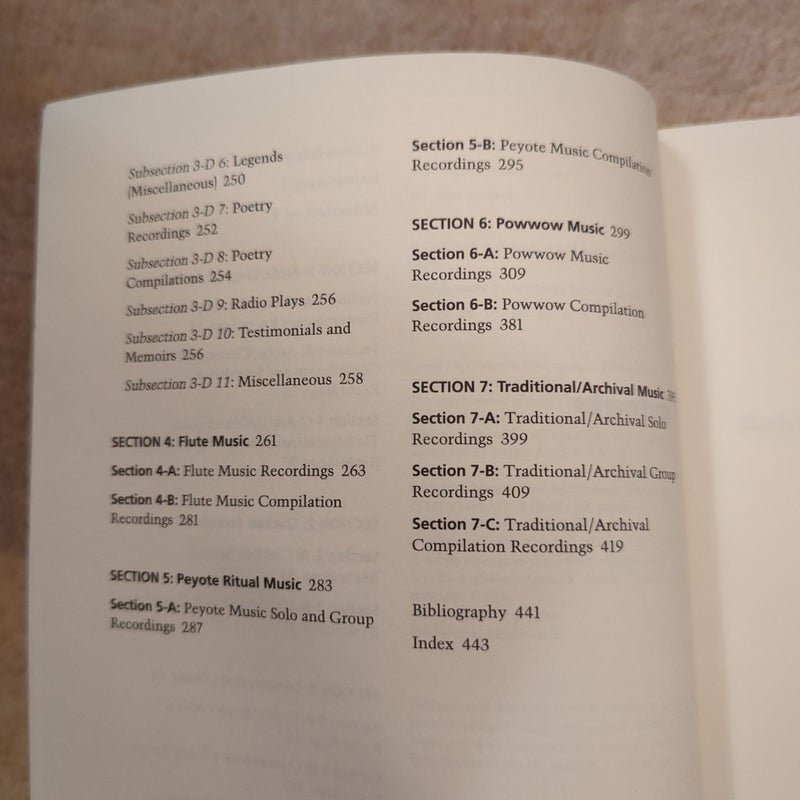 Subsection 3-D 6: Legends
(Miscellaneous) 250
Subsection 3-D 7: Poetry
Recordings 252
Subsection 3-D 8: Poetry
Compilations 254
Subsection 3-D 9: Radio Plays 256
Subsection 3-D 10: Testimonials and
Memoirs 256
Subsection 3-D 11: Miscellaneous 258
SECTION 4: Flute Music 261
Section 4-A: Flute Music Recordings 263
Section 4-B: Flute Music Compilation
Recordings 281
SECTION 5: Peyote Ritual Music 283
Section 5-A: Peyote Music Solo and Group
Recordings 287
Section 5-B: Peyote Music Compilation
Recordings 295
SECTION 6: Powwow Music 299
Section 6-A: Powwow Music
Recordings 309
Section 6-B: Powwow Compilation
Recordings 381
SECTION 7: Traditional/Archival Music
Section 7-A: Traditional/Archival Solo
Recordings 399
Section 7-B: Traditional/Archival Group
Recordings 409
Section 7-C: Traditional/Archival
Compilation Recordings 419
Bibliography 441
Index 443